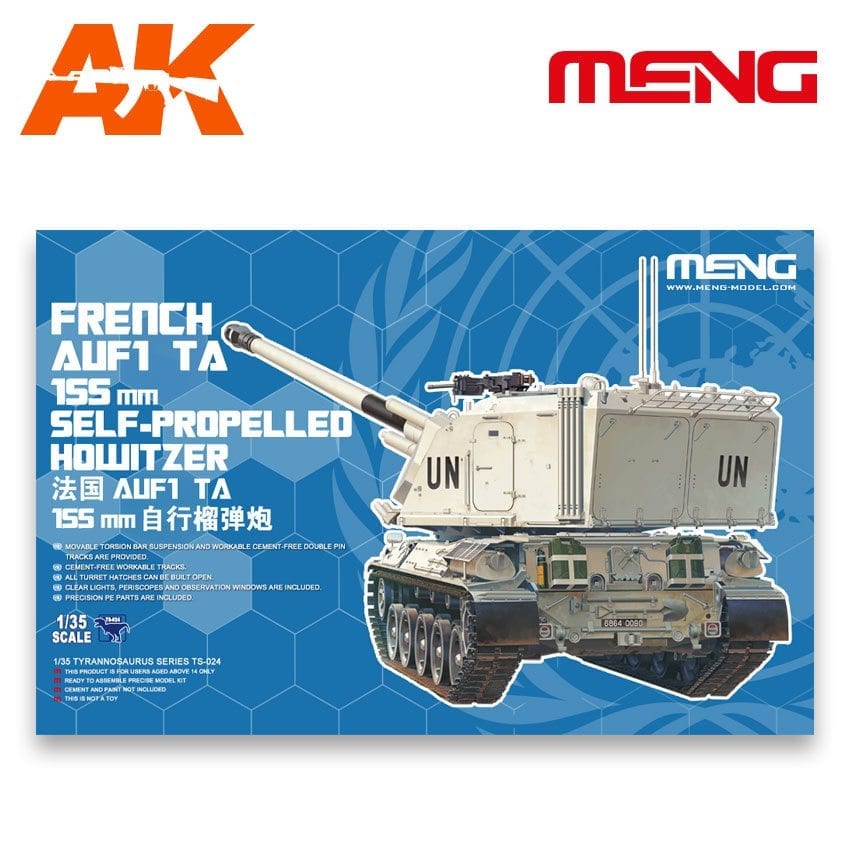 AK
MENG
MENG
WWW.MENG-MODEL.COM
FRENCH
AUF1 TA
155 mm
SELF-PROPELLED
HOWITZER
法国 AUF1 TA
155 mm 自行榴弹炮
MOVABLE TORSION BAR SUSPENSION AND WORKABLE CEMENT-FREE DOUBLE PIN
TRACKS ARE PROVIDED.
CEMENT-FREE WORKABLE TRACKS.
ALL TURRET HATCHES CAN BE BUILT OPEN.
CLEAR LIGHTS, PERISCOPES AND OBSERVATION WINDOWS ARE INCLUDED.
PRECISION PE PARTS ARE INCLUDED.
1/35
SCALE
TS-024
1/35 TYRANNOSAURUS SERIES TS-024
THIS PRODUCT IS FOR USERS AGED ABOVE 14 ONLY
READY TO ASSEMBLE PRECISE MODEL KIT
CEMENT AND PAINT NOT INCLUDED
THIS IS NOT A TOY
UN
UN
6864 0090